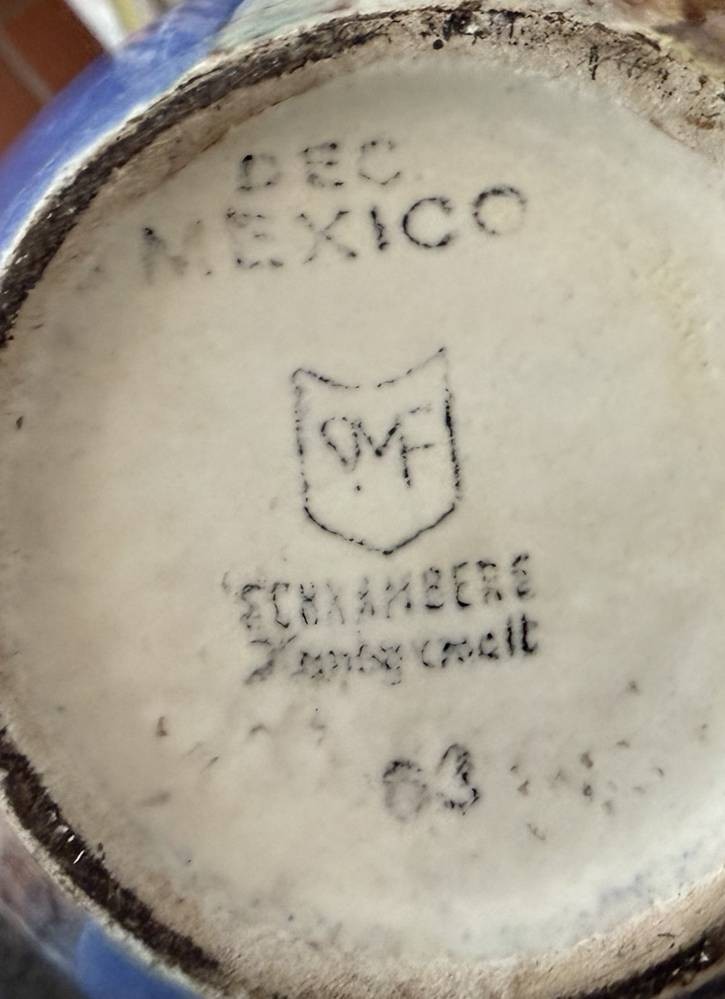 DEC.
MEXICO
SMF
SCHRAMBERG
Handgemalt
63